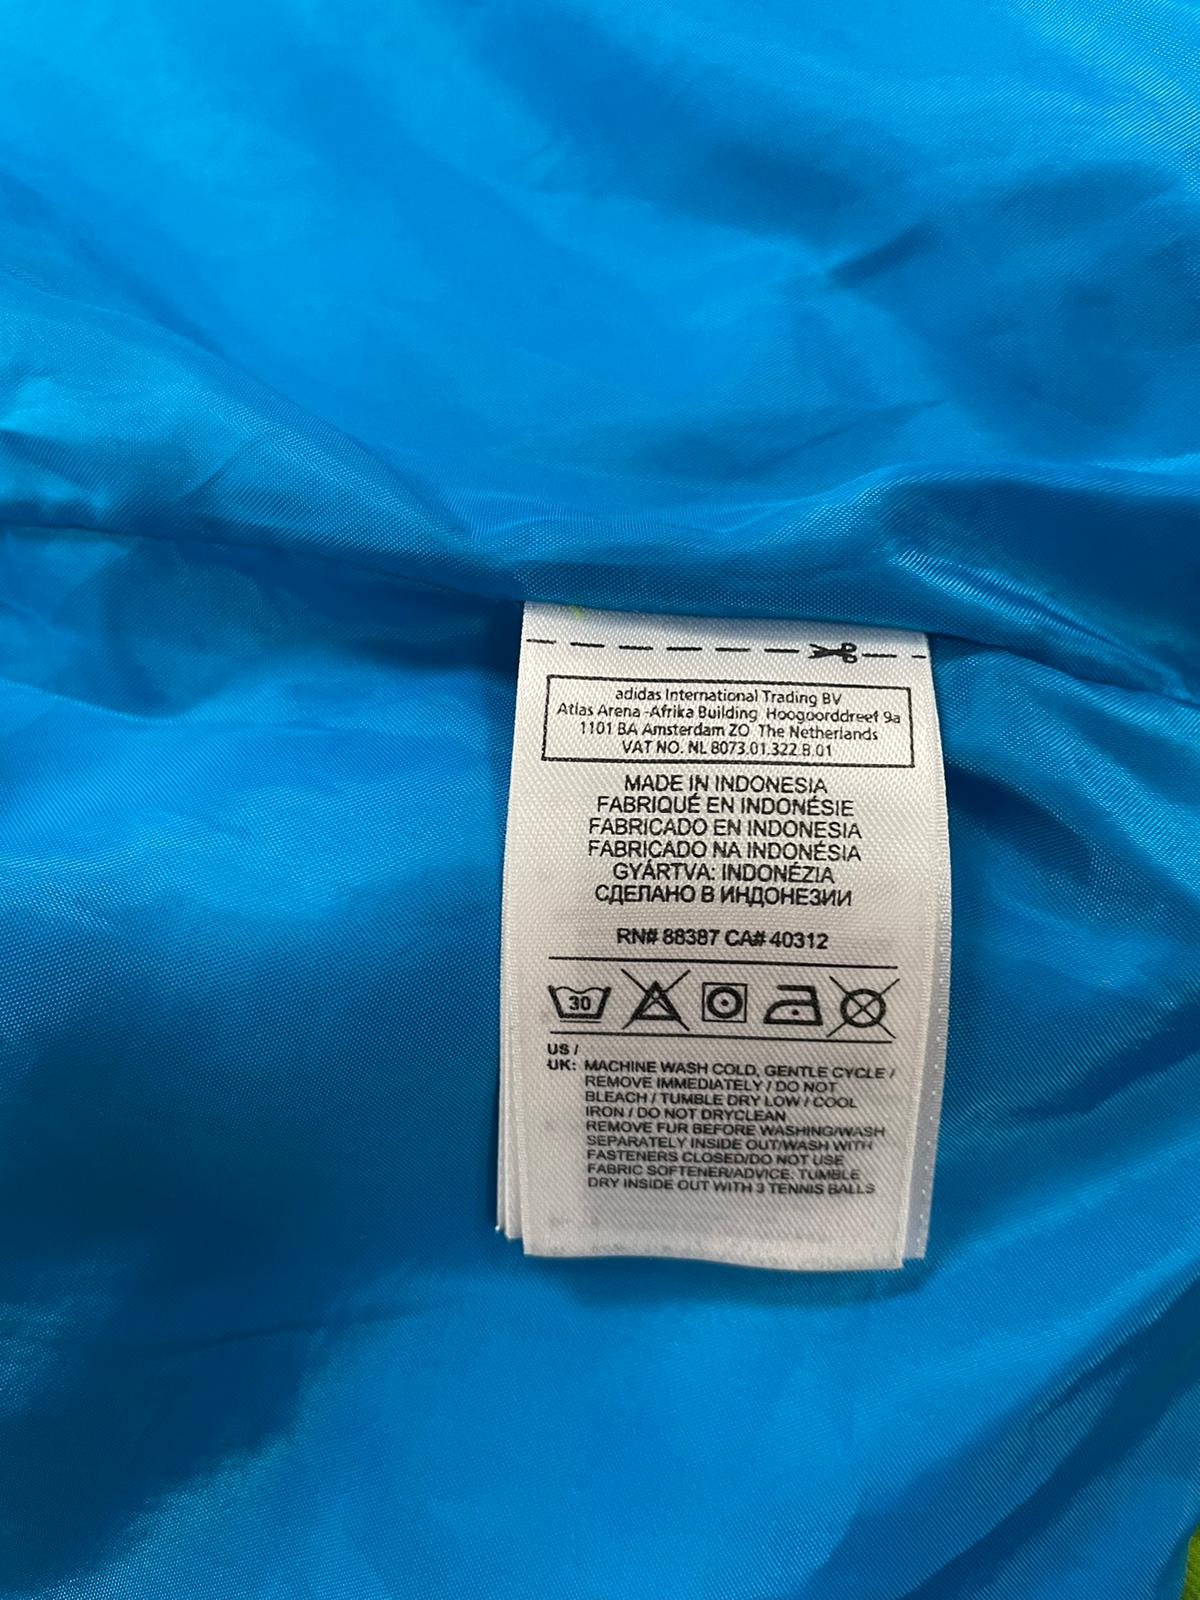 adidas International Trading BV
Atlas Arena -Afrika Building Hoogoorddreef 9a
1101 BA Amsterdam ZO The Netherlands
VAT NO. NL 8073.01.322.B.01
MADE IN INDONESIA
FABRIQUÉ EN INDONÉSIE
FABRICADO EN INDONESIA
FABRICADO NA INDONÉSIA
GYÁRTVA: INDONÉZIA
СДЕЛАНО В ИНДОНЕЗИИ
RN# 88387 CA# 40312
30
US /
UK: MACHINE WASH COLD, GENTLE CYCLE /
REMOVE IMMEDIATELY / DO NOT
BLEACH / TUMBLE DRY LOW / COOL
IRON / DO NOT DRYCLEAN
REMOVE FUR BEFORE WASHING/WASH
SEPARATELY INSIDE OUT/WASH WITH
FASTENERS CLOSED/DO NOT USE
FABRIC SOFTENER/ADVICE: TUMBLE
DRY INSIDE OUT WITH 3 TENNIS BALLS